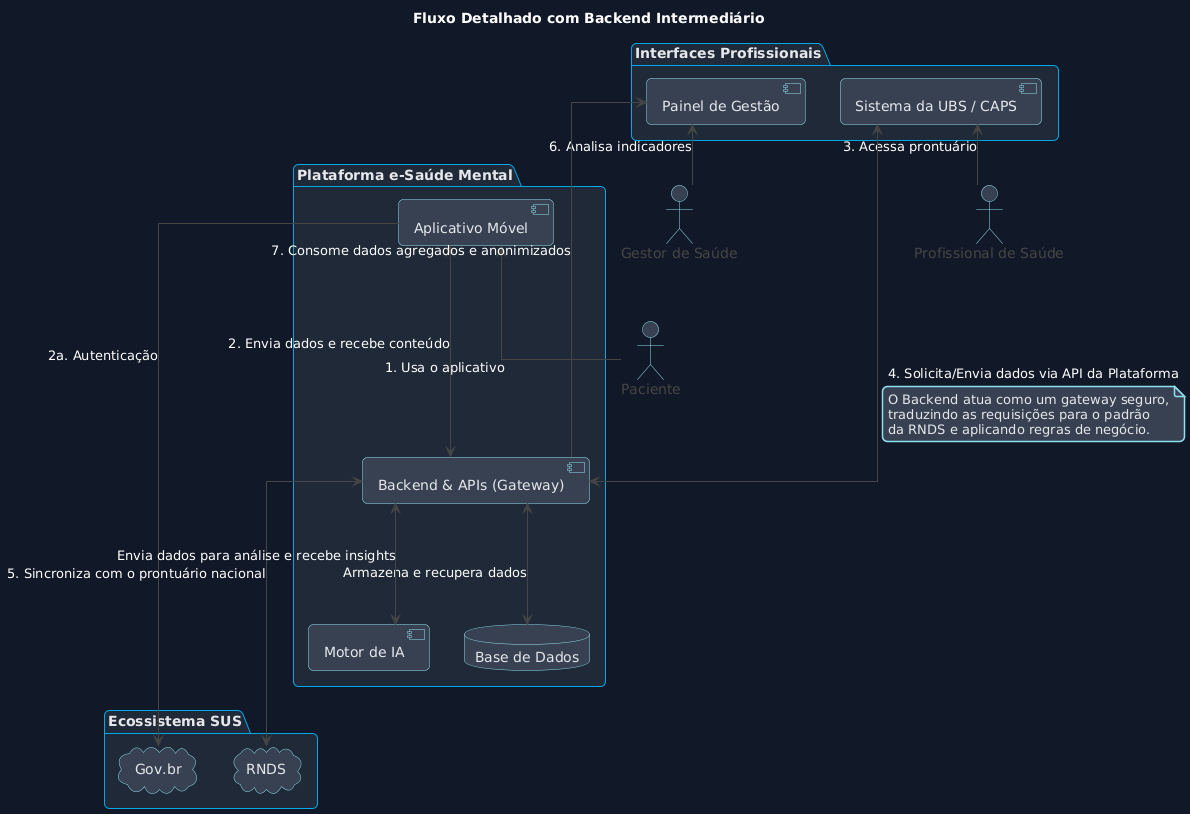 Fluxo Detalhado com Backend Intermediário
Interfaces Profissionais
Painel de Gestão
Sistema da UBS / CAPS
6. Analisa indicadores
3. Acessa prontuário
Plataforma e-Saúde Mental
Aplicativo Móvel
Gestor de Saúde
Profissional de Saúde
7. Consome dados agregados e anonimizados
2a. Autenticação
2. Envia dados e recebe conteúdo
1. Usa o aplicativo
Paciente
4. Solicita/Envia dados via API da Plataforma
O Backend atua como um gateway seguro,
traduzindo as requisições para o padrão
da RNDS e aplicando regras de negócio.
Backend & APIs (Gateway)
Envia dados para análise e recebe insights
5. Sincroniza com o prontuário nacional
Armazena e recupera dados
Motor de IA
Base de Dados
Ecossistema SUS
Gov.br
RNDS